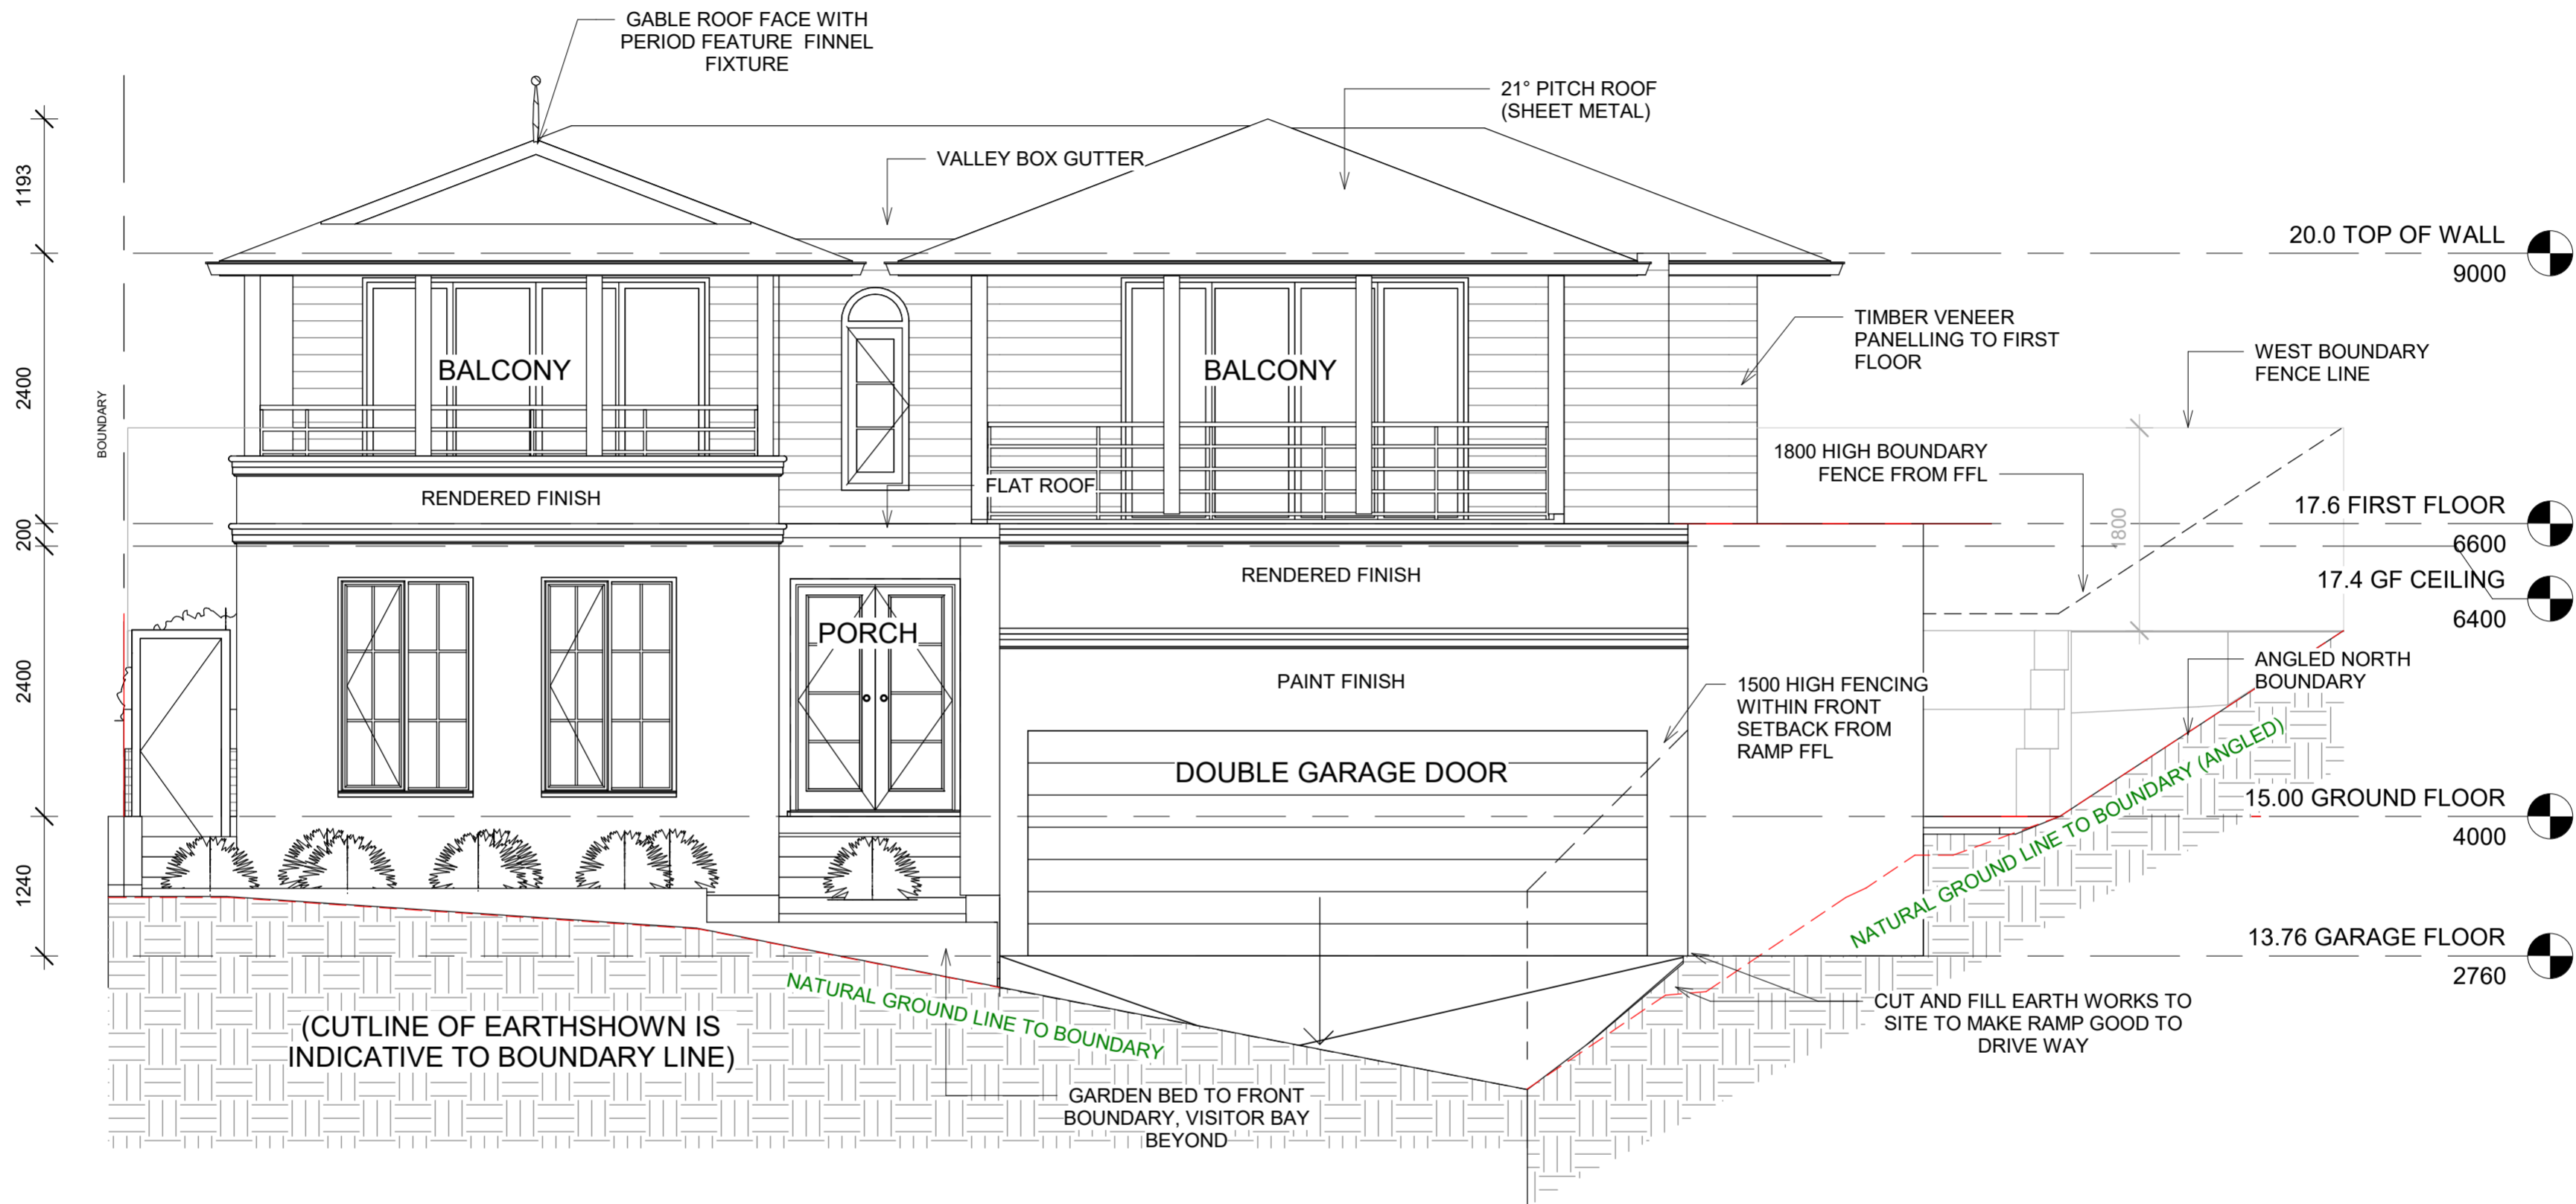 GABLE ROOF FACE WITH
PERIOD FEATURE FINNEL
FIXTURE
21° PITCH ROOF
(SHEET METAL)
VALLEY BOX GUTTER
1193
20.0 TOP OF WALL
9000
TIMBER VENEER
PANELLING TO FIRST
FLOOR
WEST BOUNDARY
FENCE LINE
BALCONY
BALCONY
2400
BOUNDARY
1800 HIGH BOUNDARY
FENCE FROM FFL
RENDERED FINISH
FLAT ROOF
17.6 FIRST FLOOR
6600
200
1800
RENDERED FINISH
17.4 GF CEILING
6400
PORCH
2400
PAINT FINISH
1500 HIGH FENCING
WITHIN FRONT
SETBACK FROM
RAMP FFL
ANGLED NORTH
BOUNDARY
DOUBLE GARAGE DOOR
NATURAL GROUND LINE TO BOUNDARY (ANGLED)
15.00 GROUND FLOOR
4000
1240
13.76 GARAGE FLOOR
2760
NATURAL GROUND LINE TO BOUNDARY
(CUTLINE OF EARTHSHOWN IS
INDICATIVE TO BOUNDARY LINE)
CUT AND FILL EARTH WORKS TO
SITE TO MAKE RAMP GOOD TO
DRIVE WAY
GARDEN BED TO FRONT
BOUNDARY, VISITOR BAY
BEYOND